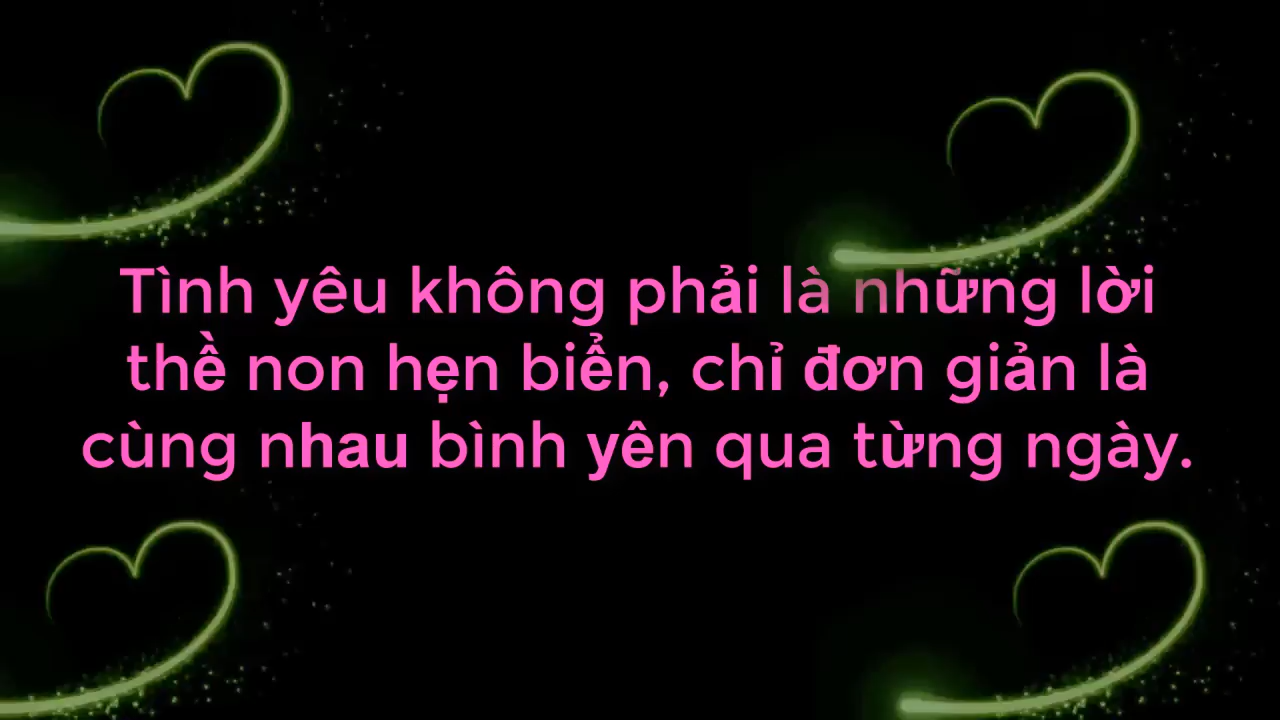 Tình yêu không phải là những lời
thề non hẹn biển, chỉ đơn giản là
cùng nhau bình yên qua từng ngày.